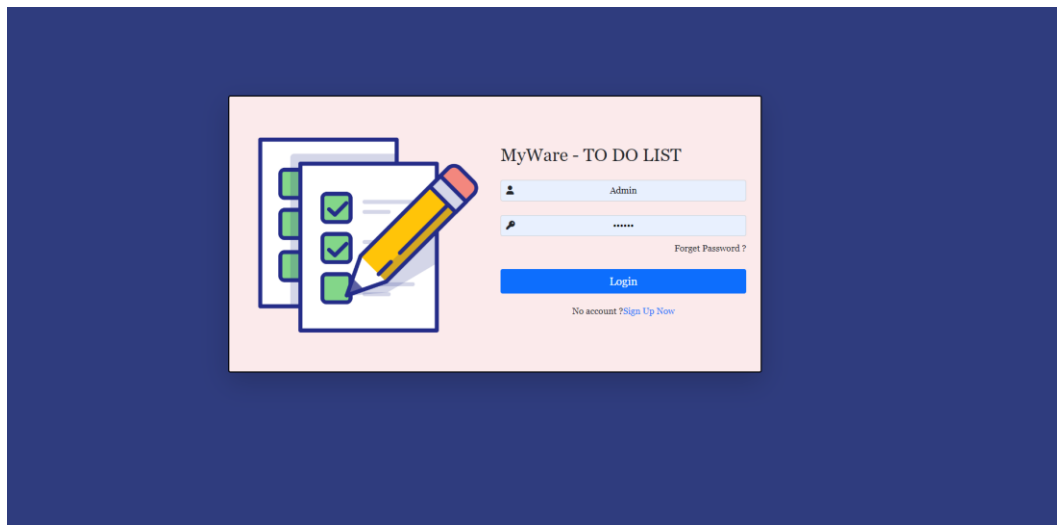 MyWare - TO DO LIST
Admin
••••••
Forget Password ?
Login
No account ?Sign Up Now